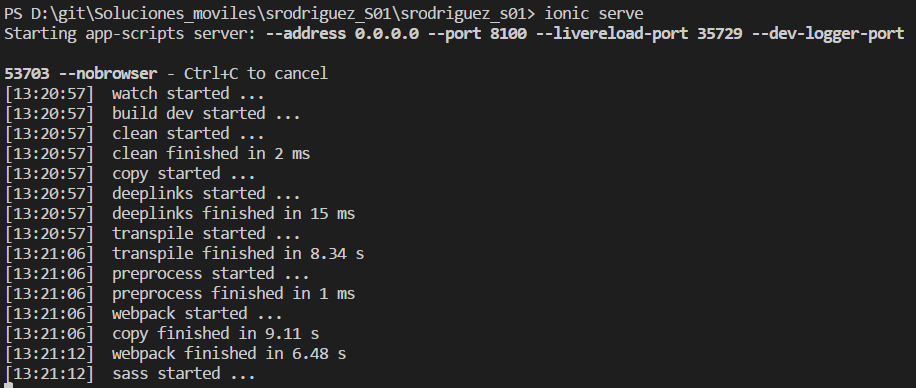 PS D:\git\Soluciones_moviles\srodriguez_S01\srodriguez_s01> ionic serve
Starting app-scripts server: --address 0.0.0.0 --port 8100 --livereload-port 35729 --dev-logger-port
53703 --nobrowser - Ctrl+C to cancel
[13:20:57]  watch started ...
[13:20:57]  build dev started ...
[13:20:57]  clean started ...
[13:20:57]  clean finished in 2 ms
[13:20:57]  copy started ...
[13:20:57]  deeplinks started ...
[13:20:57]  deeplinks finished in 15 ms
[13:20:57]  transpile started ...
[13:21:06]  transpile finished in 8.34 s
[13:21:06]  preprocess started ...
[13:21:06]  preprocess finished in 1 ms
[13:21:06]  webpack started ...
[13:21:06]  copy finished in 9.11 s
[13:21:12]  webpack finished in 6.48 s
[13:21:12]  sass started ...